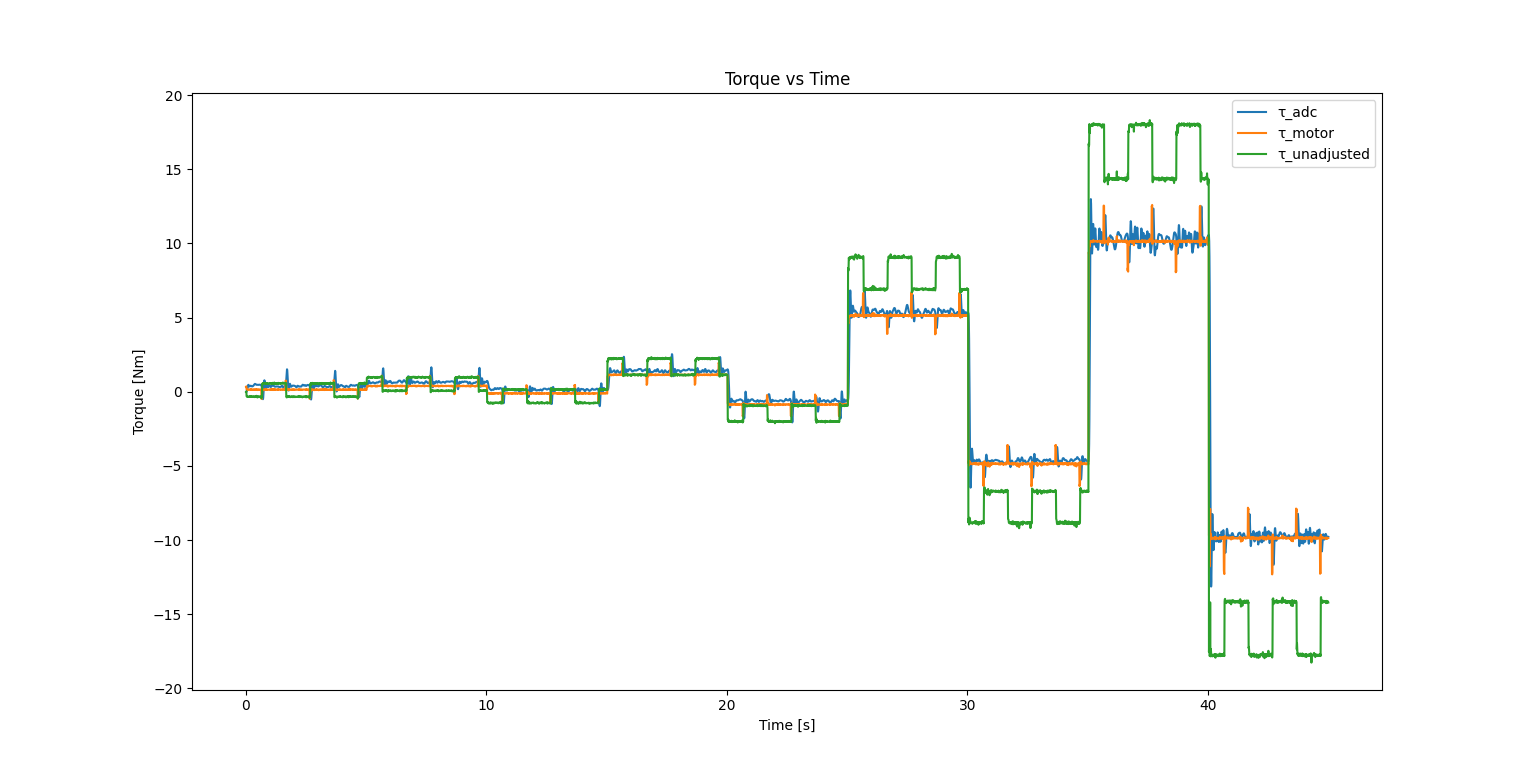 Torque vs Time
τ_adc
τ_motor
τ_unadjusted
Torque [Nm]
20
15
10
5
0
−5
−10
−15
−20
0 10 20 30 40
Time [s]